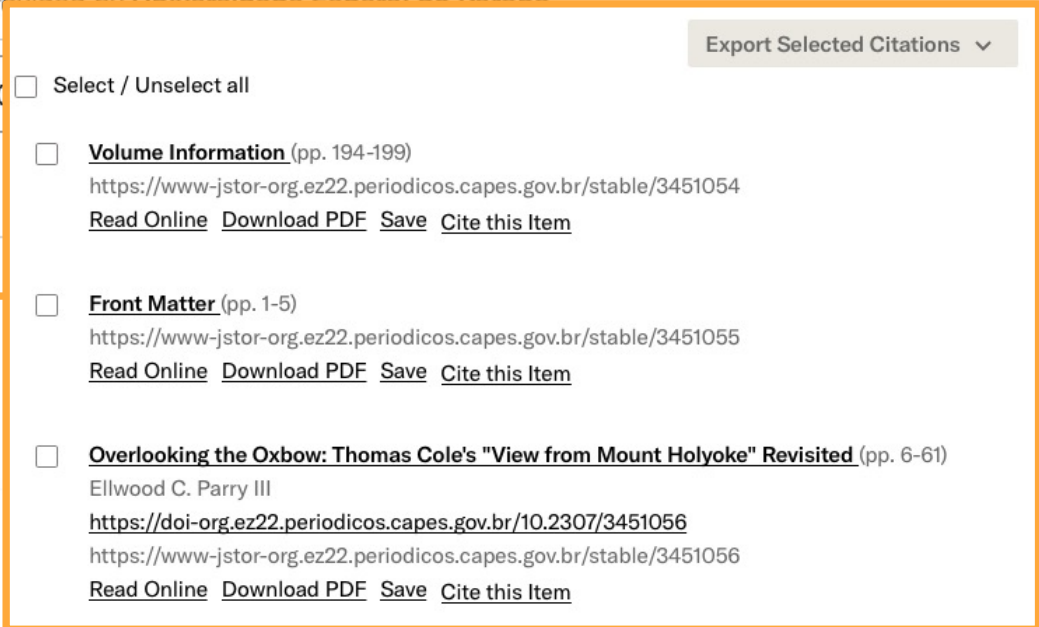 Export Selected Citations
Select / Unselect all
Volume Information (pp. 194-199)
https://www-jstor-org.ez22.periodicos.capes.gov.br/stable/3451054
Read Online Download PDF Save Cite this Item
Front Matter (pp. 1-5)
https://www-jstor-org.ez22.periodicos.capes.gov.br/stable/3451055
Read Online Download PDF Save Cite this Item
Overlooking the Oxbow: Thomas Cole's "View from Mount Holyoke" Revisited (pp. 6-61)
Ellwood C. Parry III
https://doi-org.ez22.periodicos.capes.gov.br/10.2307/3451056
https://www-jstor-org.ez22.periodicos.capes.gov.br/stable/3451056
Read Online Download PDF Save Cite this Item